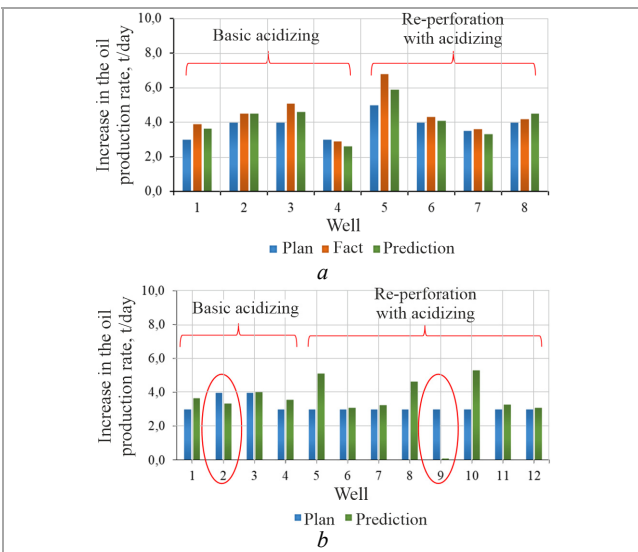 Increase in the oil
production rate, t/day
10,0
8,0
6,0
4,0
2,0
0,0
Basic acidizing
Re-perforation
with acidizing
1 2 3 4 5 6 7 8
Well
Plan Fact Prediction
a
Increase in the oil
production rate, t/day
10,0
8,0
6,0
4,0
2,0
0,0
Basic acidizing
Re-perforation
with acidizing
1 2 3 4 5 6 7 8 9 10 11 12
Well
Plan Prediction
b